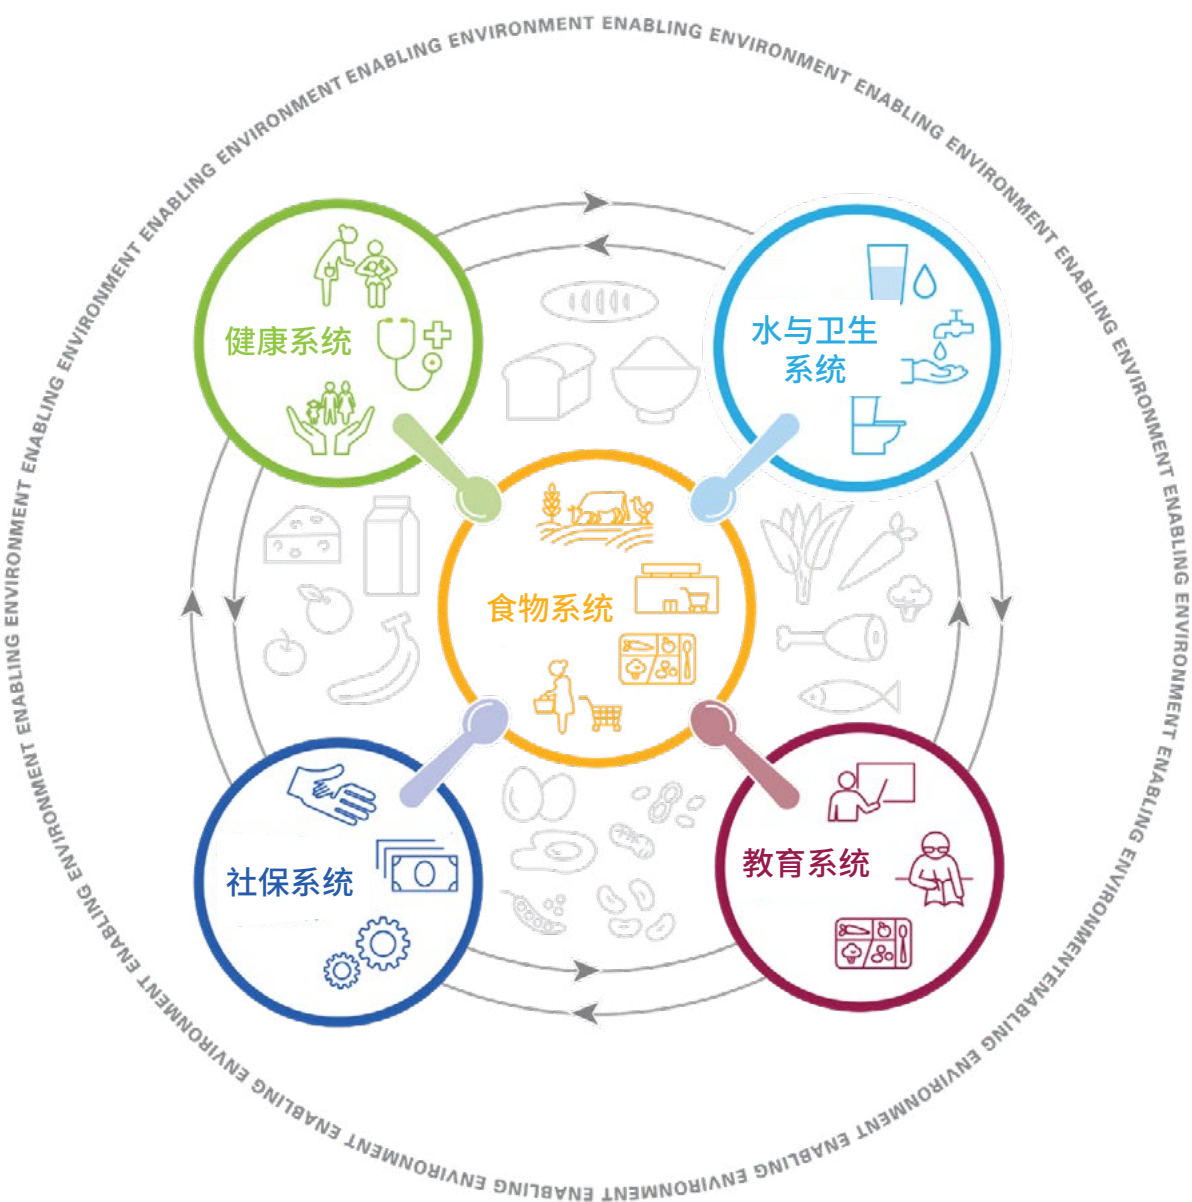 ENABLING ENVIRONMENT ENABLING ENVIRONMENT ENABLING ENVIRONMENT ENABLING ENVIRONMENT ENABLING ENVIRONMENT ENABLING ENVIRONMENTENABLING ENVIRONMENT ENABLING ENVIRONMENT ENABLING ENVIRONMENT ENABLING ENVIRONMENT ENABLING ENVIRONMENT ENABLING ENVIRONMENT ENABLING ENVIRONMENT ENABLING ENVIRONMENT
健康系统
水与卫生
系统
食物系统
社保系统
教育系统